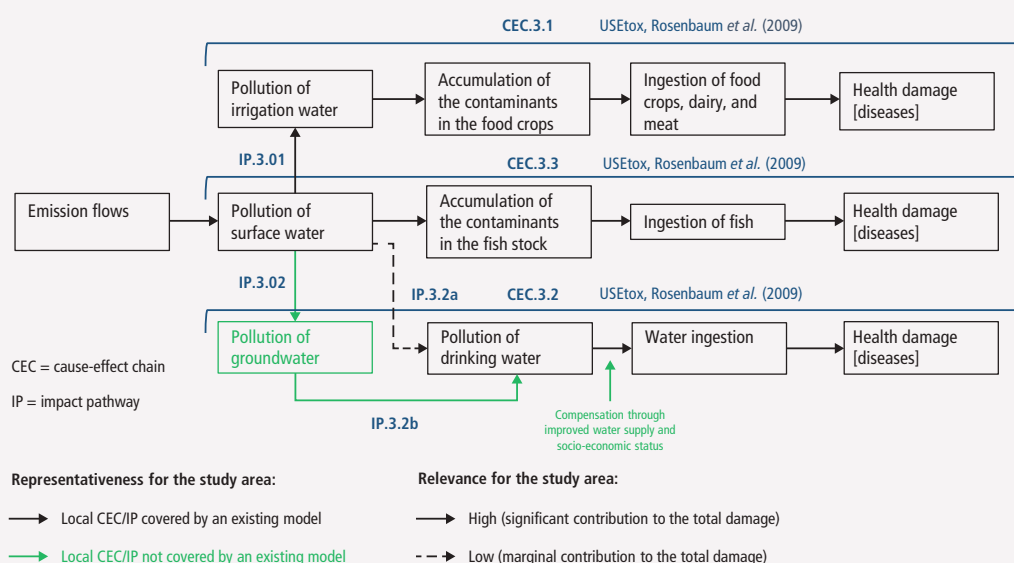 CEC.3.1 USEtox, Rosenbaum et al. (2009)
Pollution of
irrigation water
Accumulation of
the contaminants
in the food crops
Ingestion of food
crops, dairy, and
meat
Health damage
[diseases]
IP.3.01
CEC.3.3 USEtox, Rosenbaum et al. (2009)
Emission flows
Pollution of
surface water
Accumulation of
the contaminants
in the fish stock
Ingestion of fish
Health damage
[diseases]
IP.3.02
IP.3.2a
CEC.3.2 USEtox, Rosenbaum et al. (2009)
Pollution of
groundwater
Pollution of
drinking water
Water ingestion
Health damage
[diseases]
CEC = cause-effect chain
IP = impact pathway
IP.3.2b
Compensation through
improved water supply and
socio-economic status
Representativeness for the study area:
Local CEC/IP covered by an existing model
Local CEC/IP not covered by an existing model
Relevance for the study area:
High (significant contribution to the total damage)
Low (marginal contribution to the total damage)